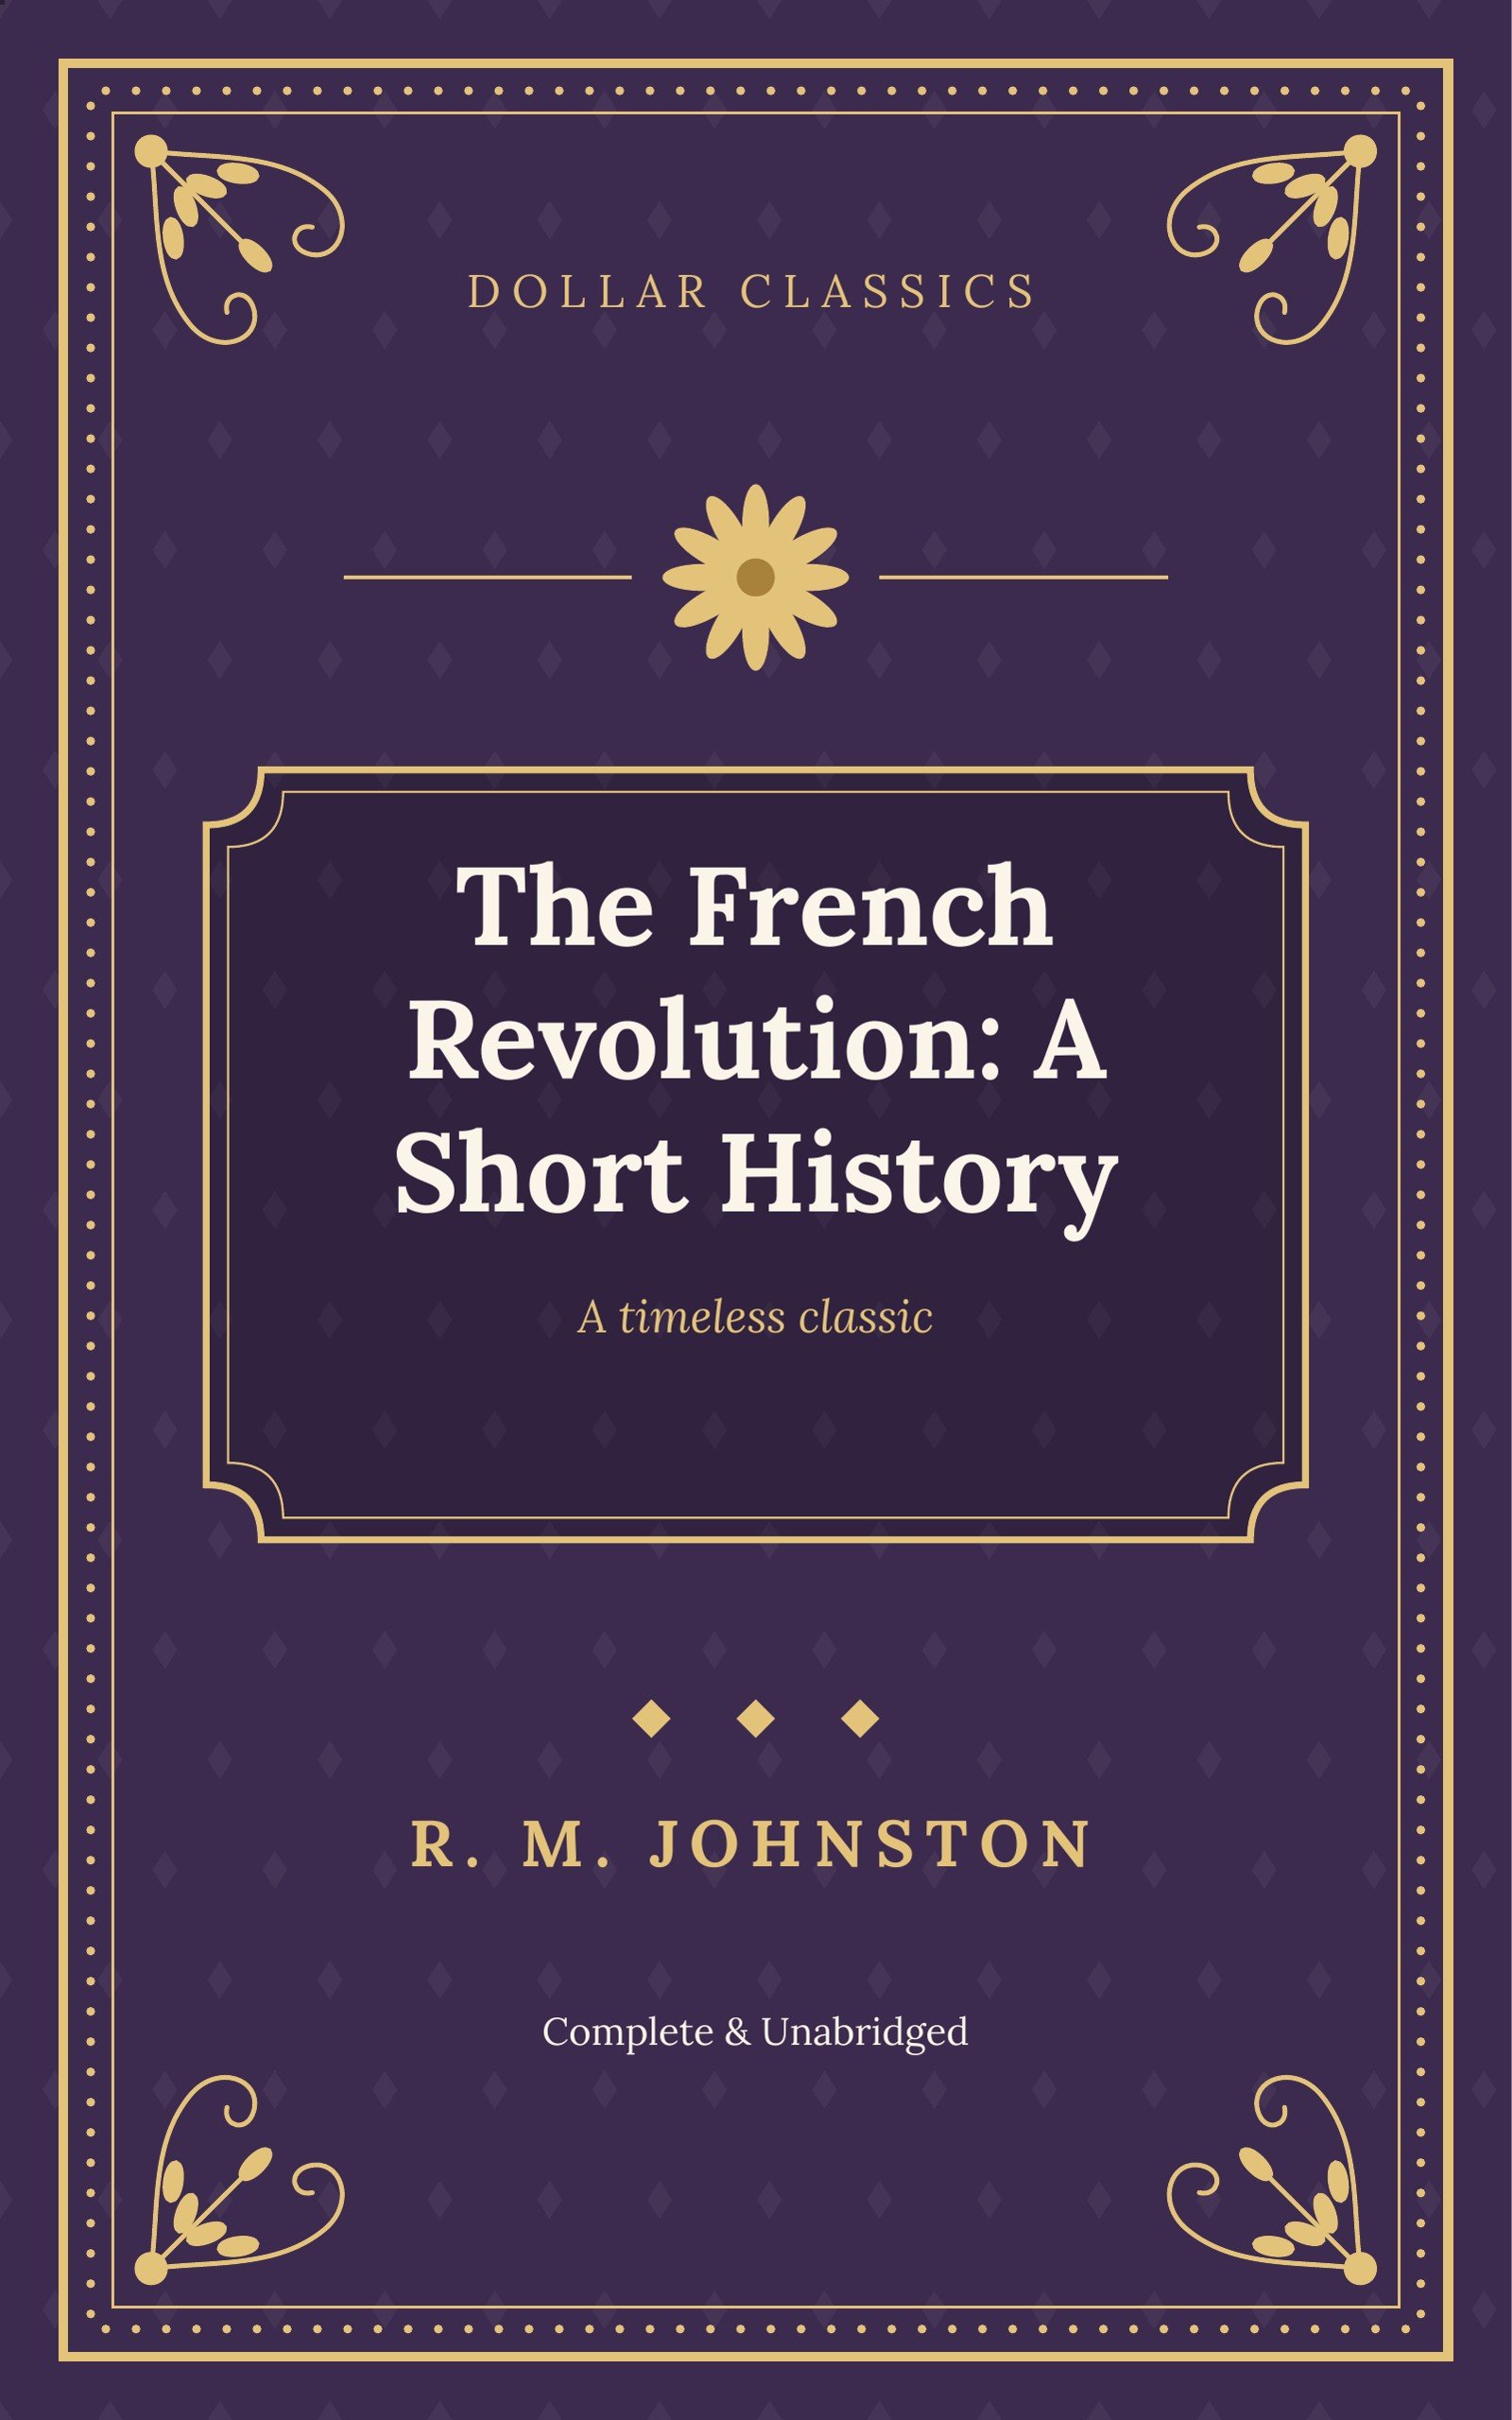 DOLLAR CLASSICS
The French
Revolution: A
Short History
A timeless classic
R. M. JOHNSTON
Complete & Unabridged